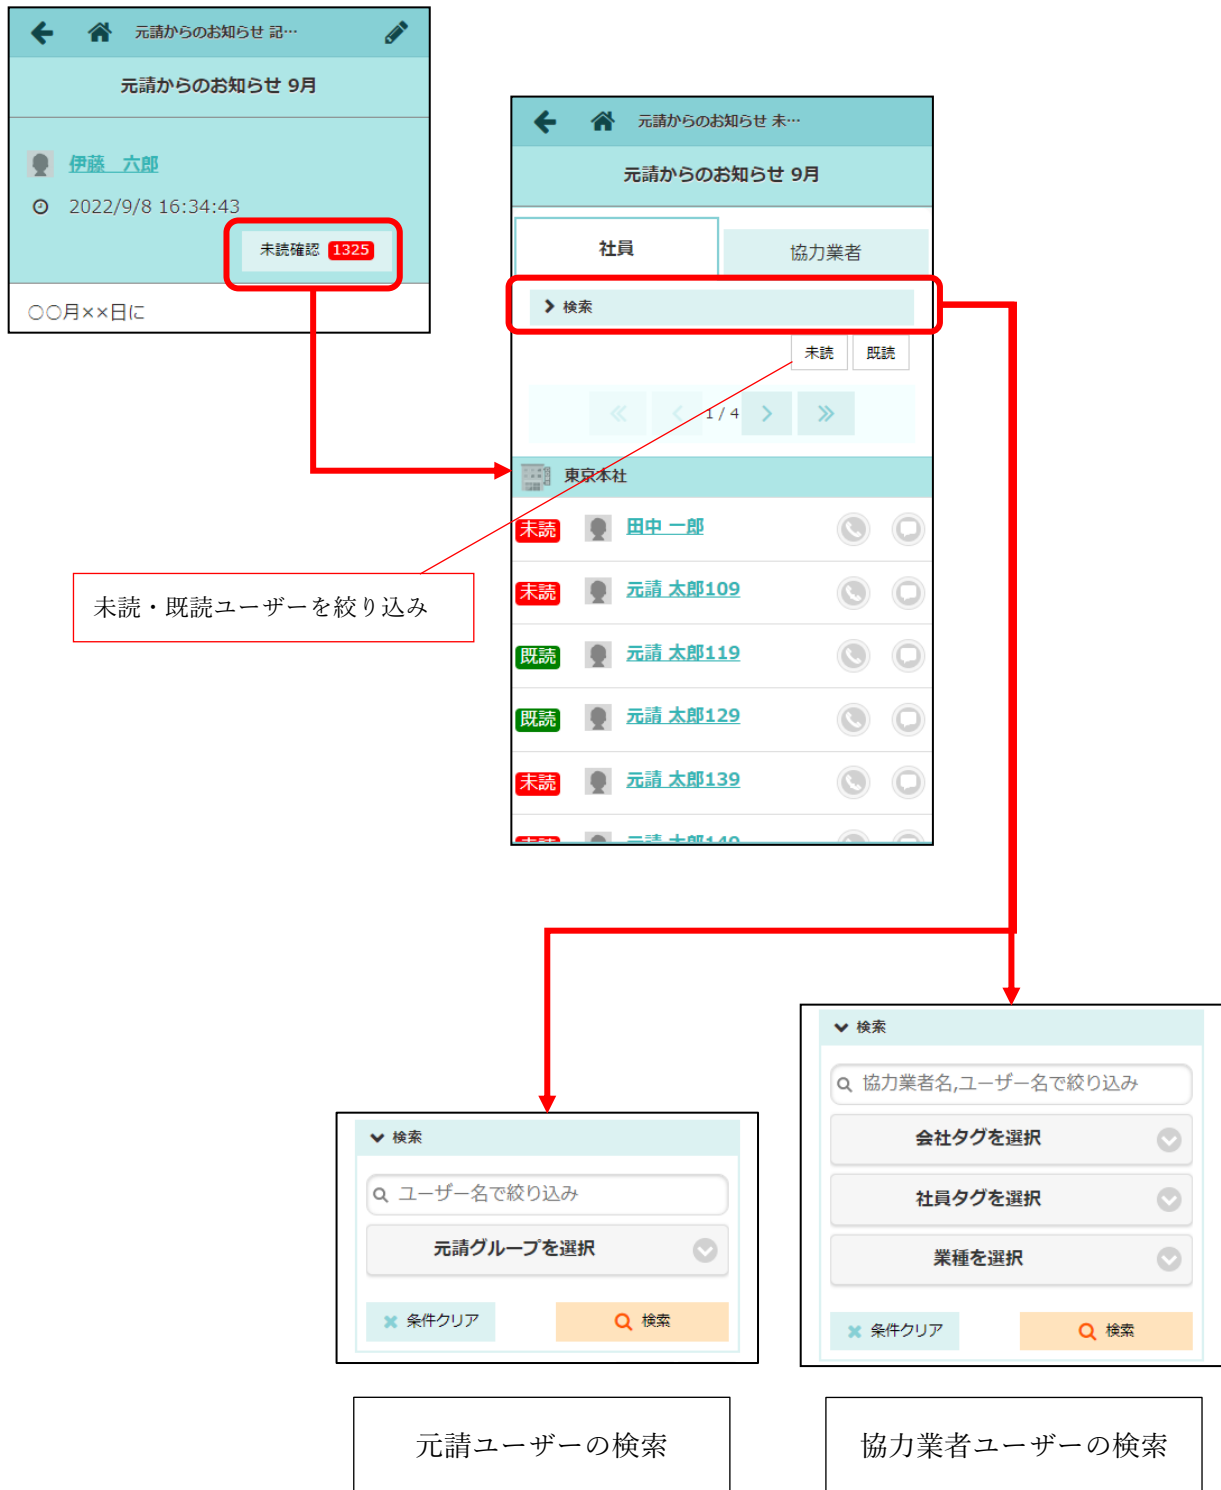 元請からのお知らせ 記…
元請からのお知らせ 9月
伊藤　六郎
2022/9/8 16:34:43
未読確認 1325
○○月××日に
元請からのお知らせ 未…
元請からのお知らせ 9月
社員
協力業者
検索
未読 既読
1 / 4
東京本社
未読 田中 一郎
未読 元請 太郎109
既読 元請 太郎119
既読 元請 太郎129
未読 元請 太郎139
未読 元請 太郎149
未読・既読ユーザーを絞り込み
検索
ユーザー名で絞り込み
元請グループを選択
条件クリア 検索
元請ユーザーの検索
検索
協力業者名,ユーザー名で絞り込み
会社タグを選択
社員タグを選択
業種を選択
条件クリア 検索
協力業者ユーザーの検索